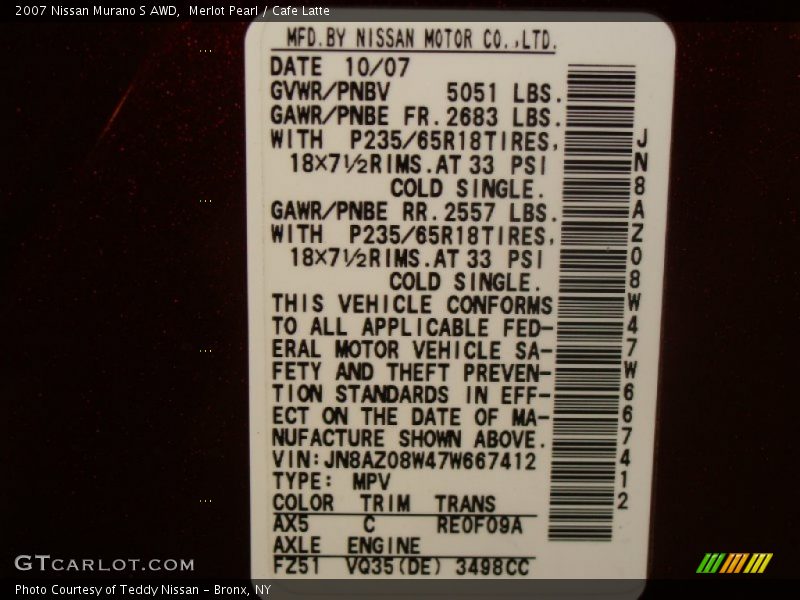 2007 Nissan Murano S AWD,  Merlot Pearl / Cafe Latte
MFD.BY NISSAN MOTOR CO.,LTD.
DATE 10/07
GVWR/PNBV 5051 LBS.
GAWR/PNBE FR.2683 LBS.
WITH P235/65R18TIRES,
18×7½RIMS.AT 33 PSI
COLD SINGLE.
GAWR/PNBE RR.2557 LBS.
WITH P235/65R18TIRES,
18×7½RIMS.AT 33 PSI
COLD SINGLE.
THIS VEHICLE CONFORMS
TO ALL APPLICABLE FED-
ERAL MOTOR VEHICLE SA-
FETY AND THEFT PREVEN-
TION STANDARDS IN EFF-
ECT ON THE DATE OF MA-
NUFACTURE SHOWN ABOVE.
VIN:JN8AZ08W47W667412
TYPE: MPV
COLOR TRIM TRANS
AX5 C RE0F09A
AXLE ENGINE
FZ51 VQ35(DE) 3498CC
JN8AZ08W47W667412
GTCARLOT.COM
Photo Courtesy of Teddy Nissan - Bronx, NY